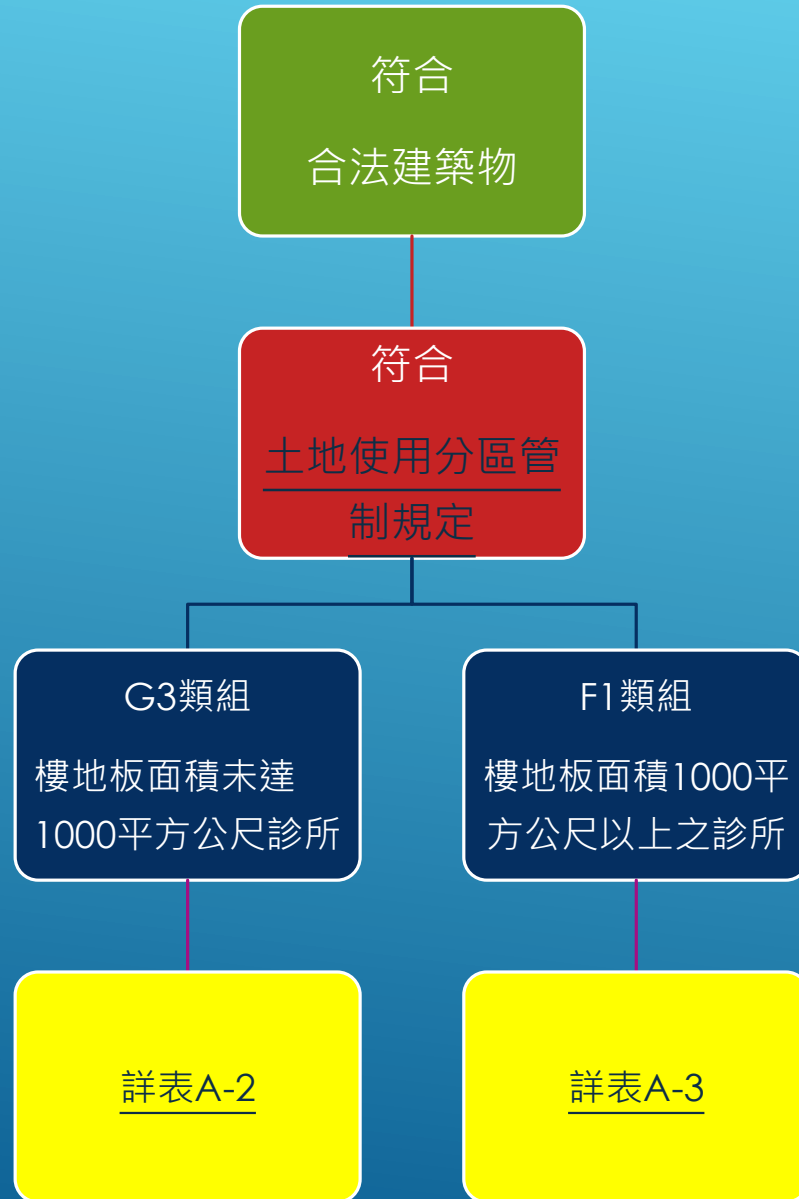 符合
合法建築物
符合
土地使用分區管
制規定
G3類組
樓地板面積未達
1000平方公尺診所
F1類組
樓地板面積1000平
方公尺以上之診所
詳表A-2
詳表A-3